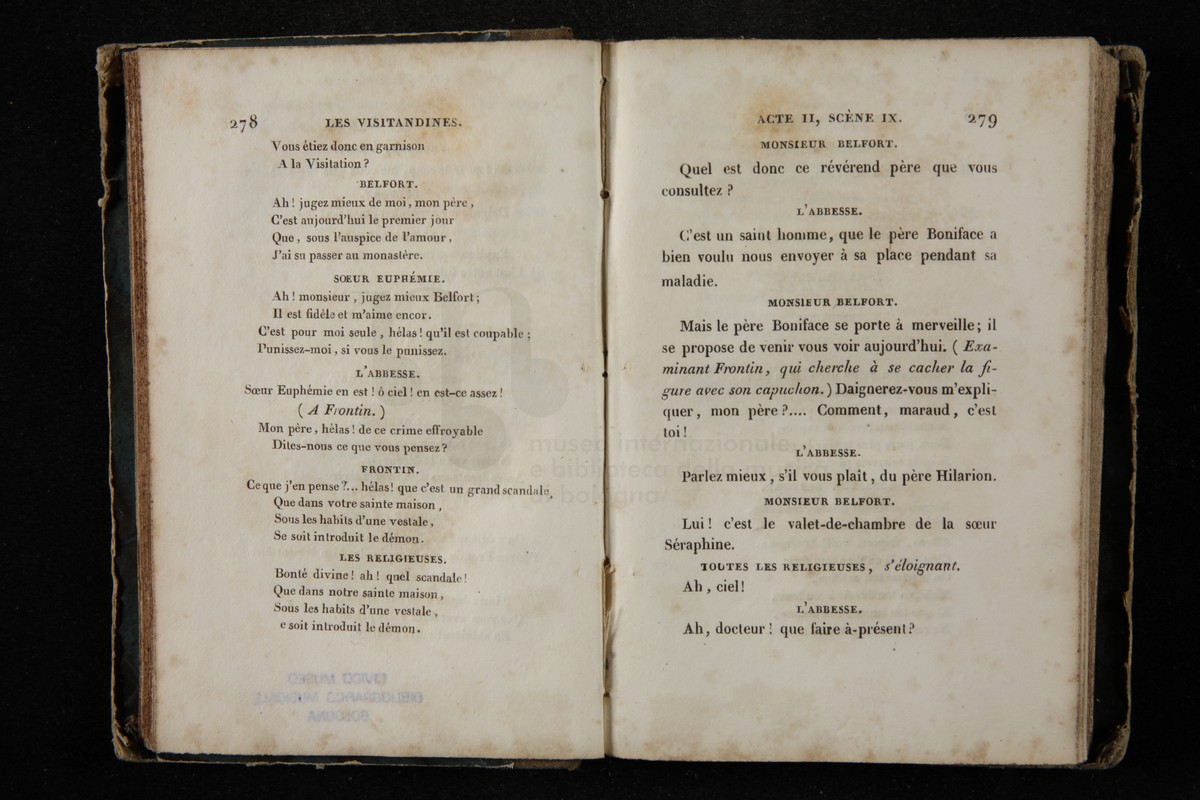 278 LES VISITANDINES.
Vous étiez donc en garnison
A la Visitation ?
BELFORT.
Ah ! jugez mieux de moi, mon père ,
C'est aujourd'hui le premier jour
Que , sous l'auspice de l'amour ,
J'ai su passer au monastère.
SOEUR EUPHÉMIE.
Ah ! monsieur , jugez mieux Belfort ;
Il est fidèle et m'aime encor.
C'est pour moi seule , hélas ! qu'il est coupable ;
Punissez-moi , si vous le punissez.
L'ABBESSE.
Sœur Euphémie en est ! ô ciel ! en est-ce assez !
( A Frontin. )
Mon père , hélas ! de ce crime effroyable
Dites-nous ce que vous pensez ?
FRONTIN.
Ce que j'en pense ?... hélas ! que c'est un grand scandale,
Que dans votre sainte maison ,
Sous les habits d'une vestale ,
Se soit introduit le démon.
LES RELIGIEUSES.
Bonté divine ! ah ! quel scandale !
Que dans notre sainte maison ,
Sous les habits d'une vestale ,
e soit introduit le démon.
CIVICO MUSEO
BIBLIOGRAFICO MUSICALE
BOLOGNA
ACTE II, SCÈNE IX. 279
MONSIEUR BELFORT.
Quel est donc ce révérend père que vous
consultez ?
L'ABBESSE.
C'est un saint homme, que le père Boniface a
bien voulu nous envoyer à sa place pendant sa
maladie.
MONSIEUR BELFORT.
Mais le père Boniface se porte à merveille ; il
se propose de venir vous voir aujourd'hui. ( Exa-
minant Frontin, qui cherche à se cacher la fi-
gure avec son capuchon. ) Daignerez-vous m'expli-
quer, mon père ?.... Comment, maraud, c'est
toi !
L'ABBESSE.
Parlez mieux , s'il vous plaît , du père Hilarion.
MONSIEUR BELFORT.
Lui ! c'est le valet-de-chambre de la sœur
Séraphine.
TOUTES LES RELIGIEUSES , s'éloignant.
Ah , ciel !
L'ABBESSE.
Ah, docteur ! que faire à-présent ?
museo internazionale
e biblioteca della musica
di bologna